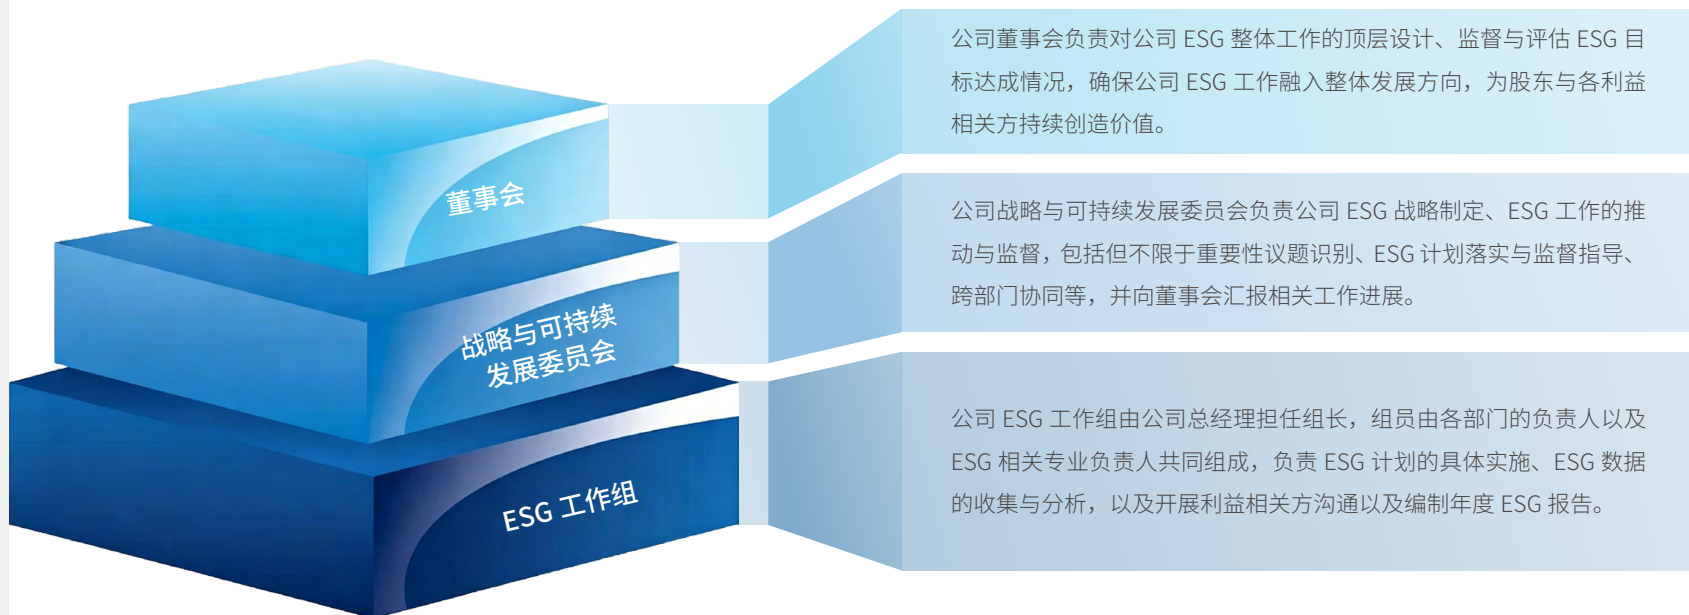 公司董事会负责对公司 ESG 整体工作的顶层设计、监督与评估 ESG 目
标达成情况，确保公司 ESG 工作融入整体发展方向，为股东与各利益
相关方持续创造价值。
董事会
公司战略与可持续发展委员会负责公司 ESG 战略制定、ESG 工作的推
动与监督，包括但不限于重要性议题识别、ESG 计划落实与监督指导、
跨部门协同等，并向董事会汇报相关工作进展。
战略与可持续
发展委员会
公司 ESG 工作组由公司总经理担任组长，组员由各部门的负责人以及
ESG 相关专业负责人共同组成，负责 ESG 计划的具体实施、ESG 数据
的收集与分析，以及开展利益相关方沟通以及编制年度 ESG 报告。
ESG 工作组